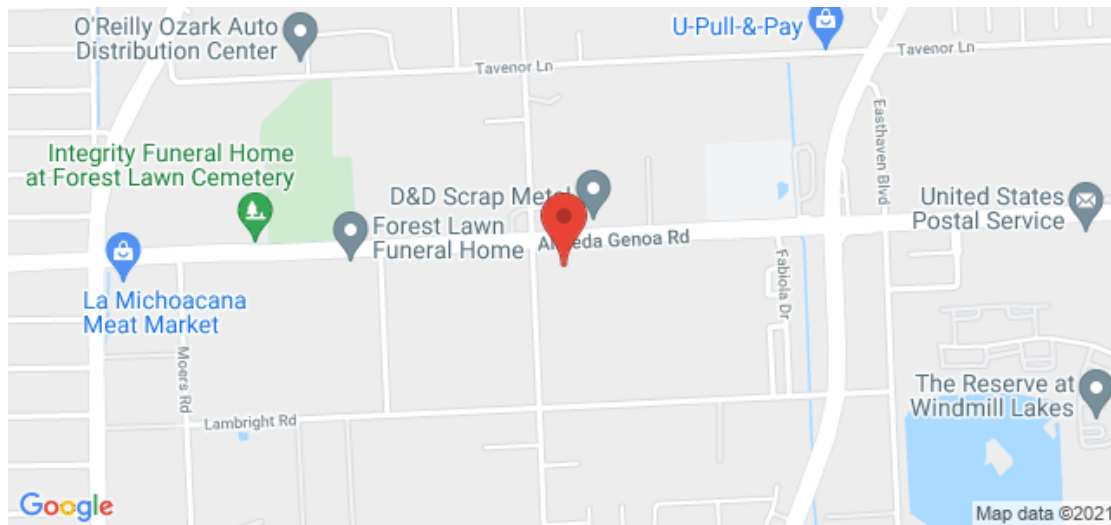 O'Reilly Ozark Auto
Distribution Center
U-Pull-&-Pay
Tavenor Ln
Tavenor Ln
Easthaven Blvd
Integrity Funeral Home
at Forest Lawn Cemetery
D&D Scrap Metal
United States
Postal Service
Forest Lawn
Funeral Home
Genoa Rd
Fabiola Dr
La Michoacana
Meat Market
Moers Rd
The Reserve at
Windmill Lakes
Lambright Rd
Google
Map data ©2021